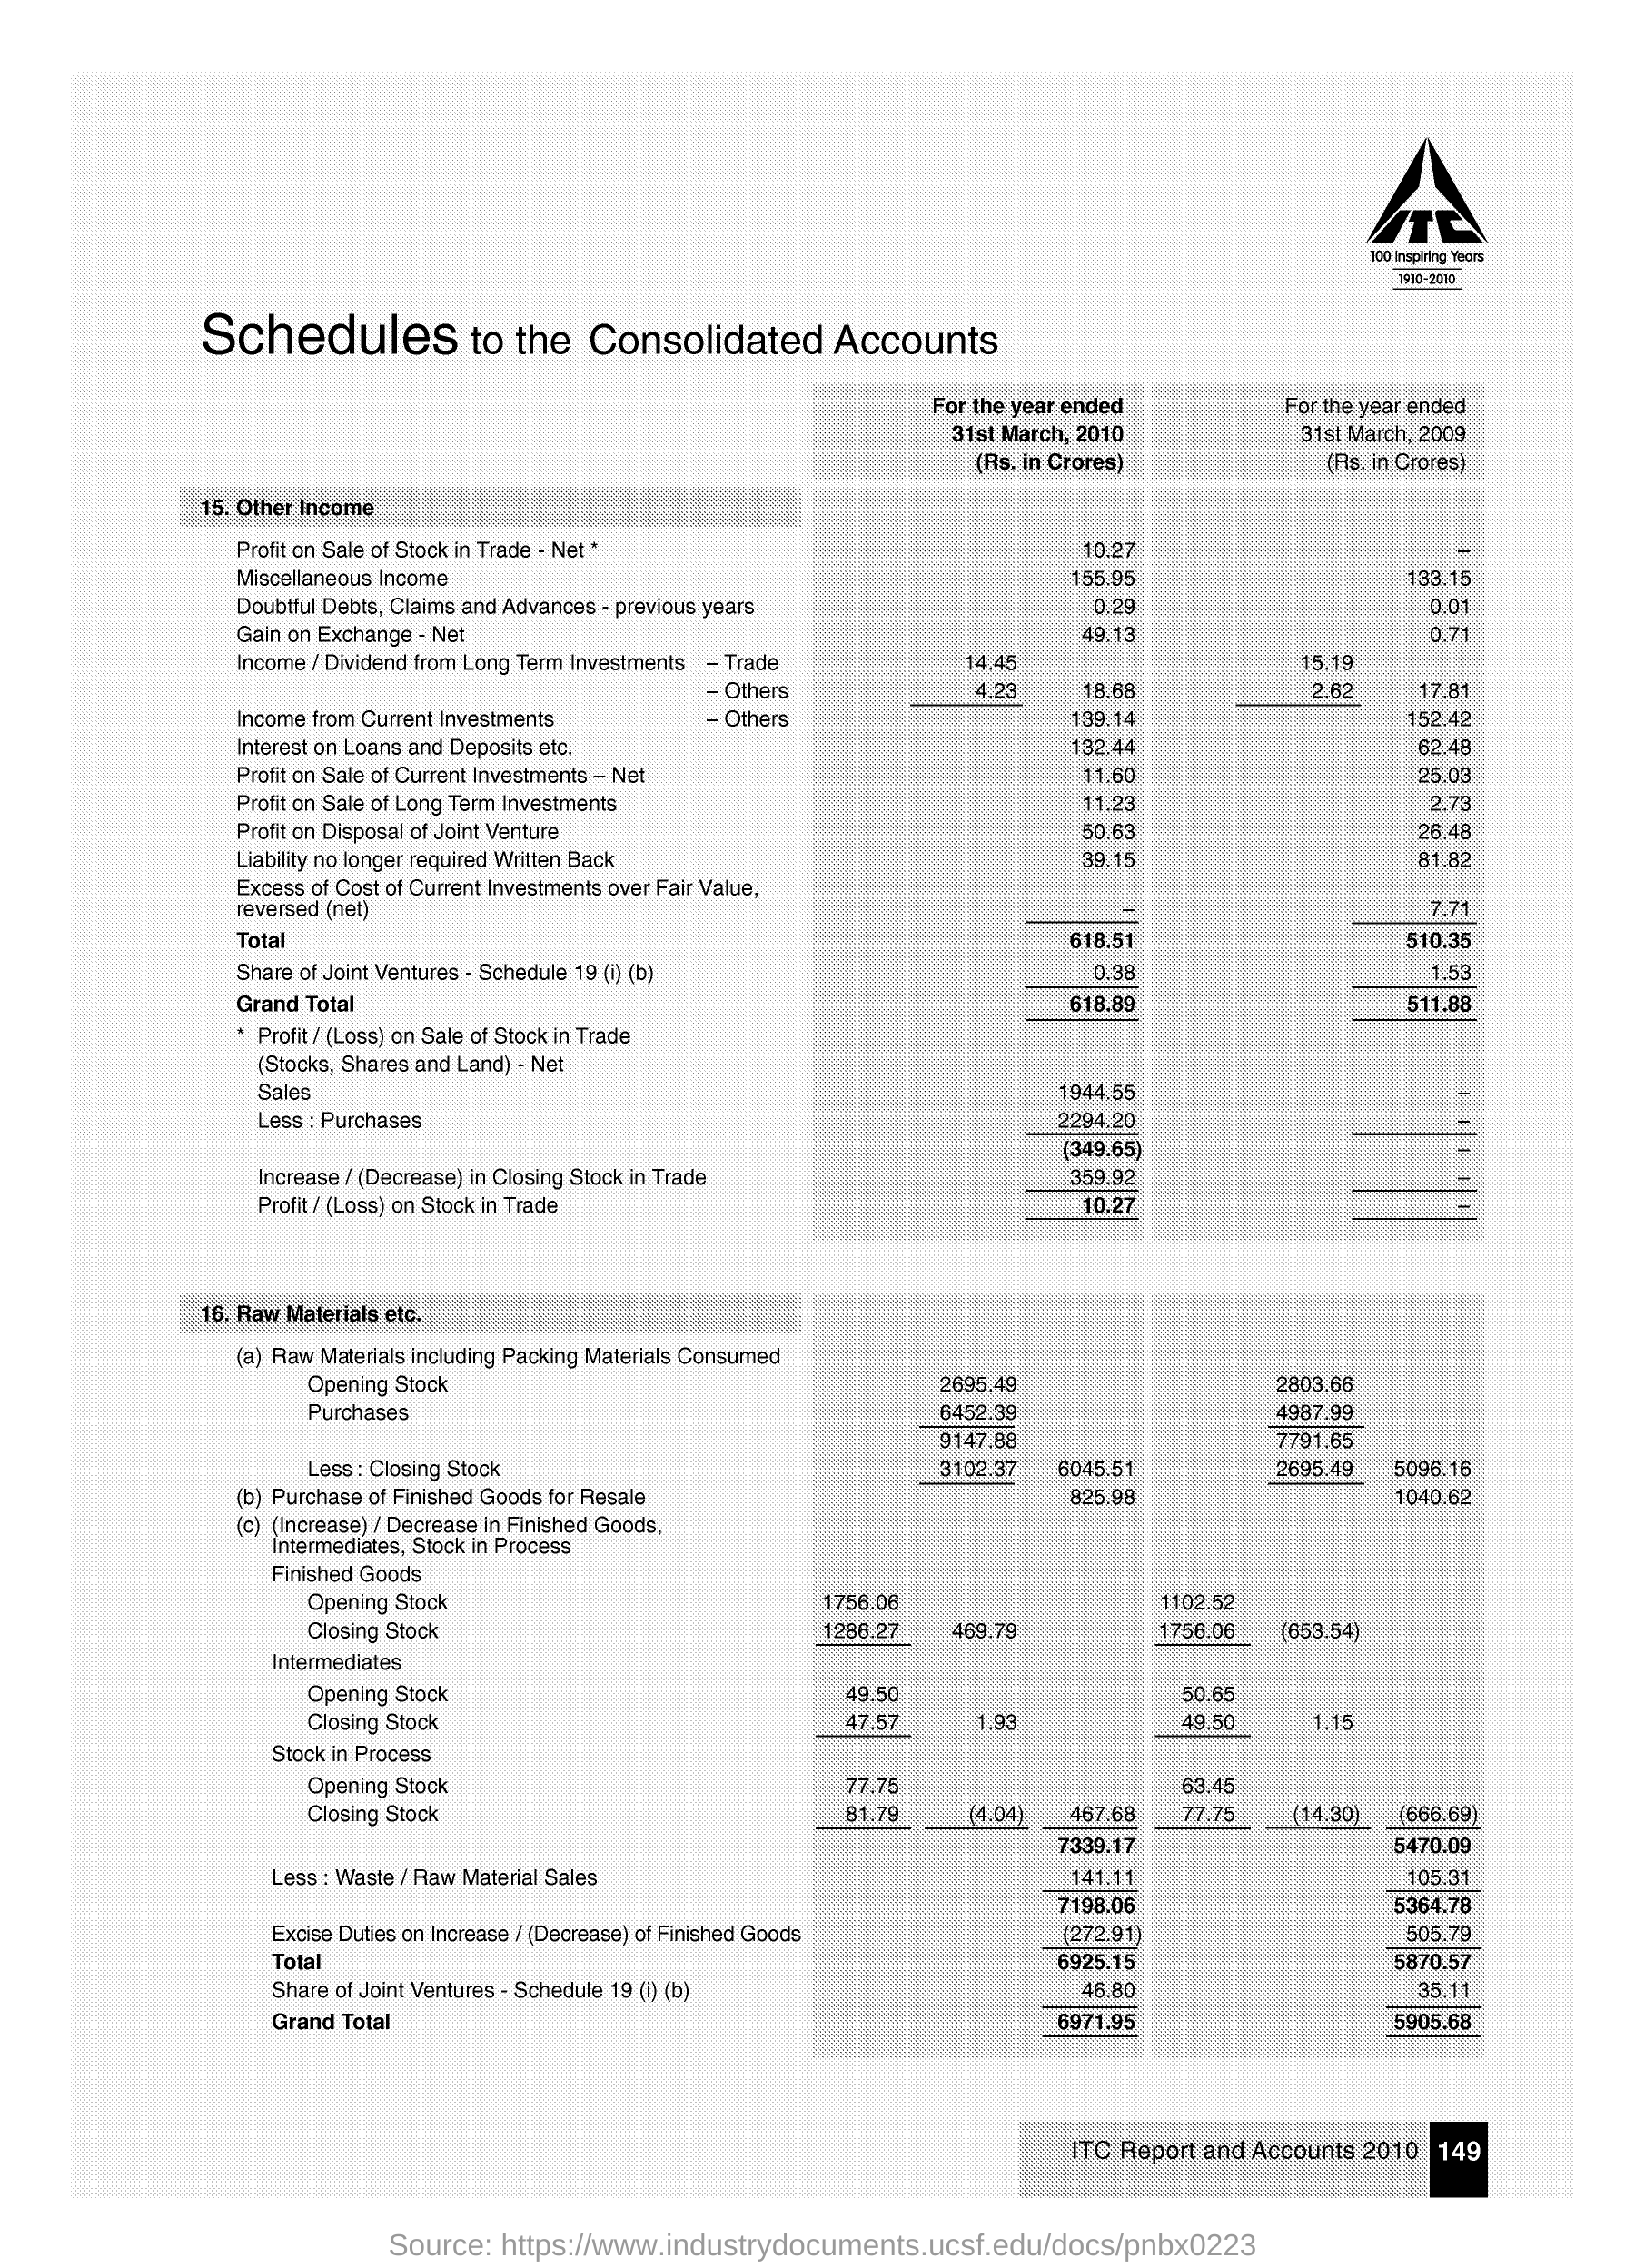 ITC
100 Inspiring Years
1910-2010
Schedules to the Consolidated Accounts
For the year ended For the year ended
31st March, 2010 31st March, 2009
(Rs. in Crores) (Rs. in Crores)
15. Other Income
Profit on Sale of Stock in Trade - Net * 10.27 –
Miscellaneous Income 155.95 133.15
Doubtful Debts, Claims and Advances - previous years 0.29 0.01
Gain on Exchange - Net 49.13 0.71
Income / Dividend from Long Term Investments – Trade 14.45 15.19
– Others 4.23 18.68 2.62 17.81
Income from Current Investments – Others 139.14 152.42
Interest on Loans and Deposits etc. 132.44 62.48
Profit on Sale of Current Investments – Net 11.60 25.03
Profit on Sale of Long Term Investments 11.23 2.73
Profit on Disposal of Joint Venture 50.63 26.48
Liability no longer required Written Back 39.15 81.82
Excess of Cost of Current Investments over Fair Value,
reversed (net) – 7.71
Total 618.51 510.35
Share of Joint Ventures - Schedule 19 (i) (b) 0.38 1.53
Grand Total 618.89 511.88
* Profit / (Loss) on Sale of Stock in Trade
(Stocks, Shares and Land) - Net
Sales 1944.55 –
Less : Purchases 2294.20 –
(349.65) –
Increase / (Decrease) in Closing Stock in Trade 359.92 –
Profit / (Loss) on Stock in Trade 10.27 –
16. Raw Materials etc.
(a) Raw Materials including Packing Materials Consumed
Opening Stock 2695.49 2803.66
Purchases 6452.39 4987.99
9147.88 7791.65
Less : Closing Stock 3102.37 6045.51 2695.49 5096.16
(b) Purchase of Finished Goods for Resale 825.98 1040.62
(c) (Increase) / Decrease in Finished Goods,
Intermediates, Stock in Process
Finished Goods
Opening Stock 1756.06 1102.52
Closing Stock 1286.27 469.79 1756.06 (653.54)
Intermediates
Opening Stock 49.50 50.65
Closing Stock 47.57 1.93 49.50 1.15
Stock in Process
Opening Stock 77.75 63.45
Closing Stock 81.79 (4.04) 467.68 77.75 (14.30) (666.69)
7339.17 5470.09
Less : Waste / Raw Material Sales 141.11 105.31
7198.06 5364.78
Excise Duties on Increase / (Decrease) of Finished Goods (272.91) 505.79
Total 6925.15 5870.57
Share of Joint Ventures - Schedule 19 (i) (b) 46.80 35.11
Grand Total 6971.95 5905.68
ITC Report and Accounts 2010 149
Source: https://www.industrydocuments.ucsf.edu/docs/pnbx0223